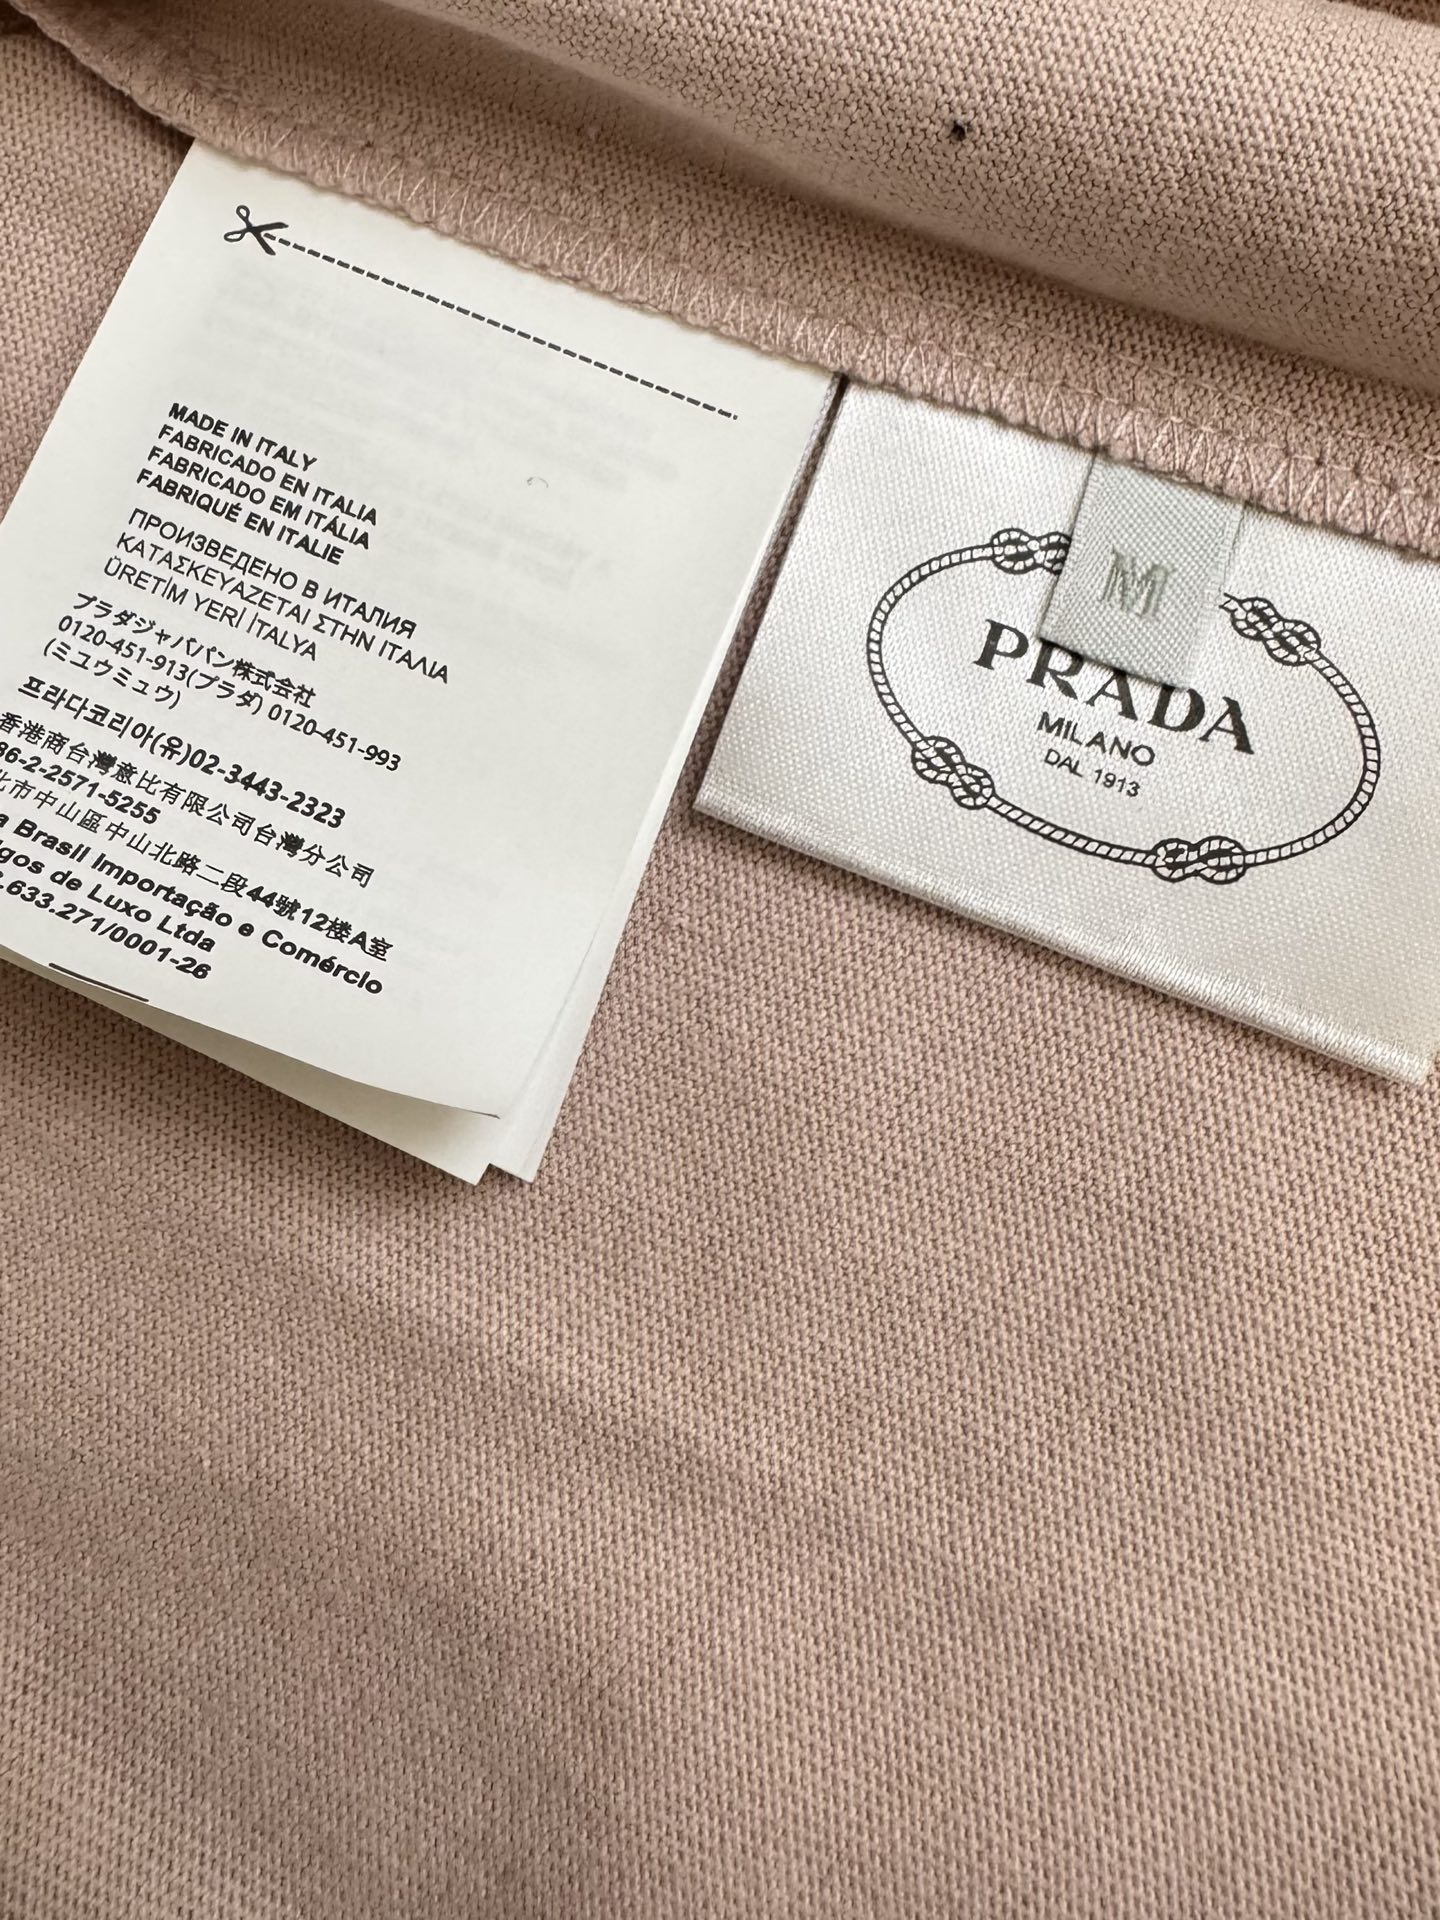 MADE IN ITALY
FABRICADO EN ITALIA
FABRICADO EM ITÁLIA
FABRIQUÉ EN ITALIE
ПРОИЗВЕДЕНО В ИТАЛИЯ
ΚΑΤΑΣΚΕΥΑΖΕΤΑΙ ΣΤΗΝ ΙΤΑΛΙΑ
ÜRETİM YERİ İTALYA
プラダジャパバン株式会社
0120-451-913(プラダ) 0120-451-993
(ミユウミュウ)
프라다코리아(유)02-3443-2323
香港商台灣意比有限公司台灣分公司
86-2-2571-5255
北市中山區中山北路二段44號12楼A室
a Brasil Importação e Comércio
igos de Luxo Ltda
.633.271/0001-26
M
PRADA
MILANO
DAL 1913